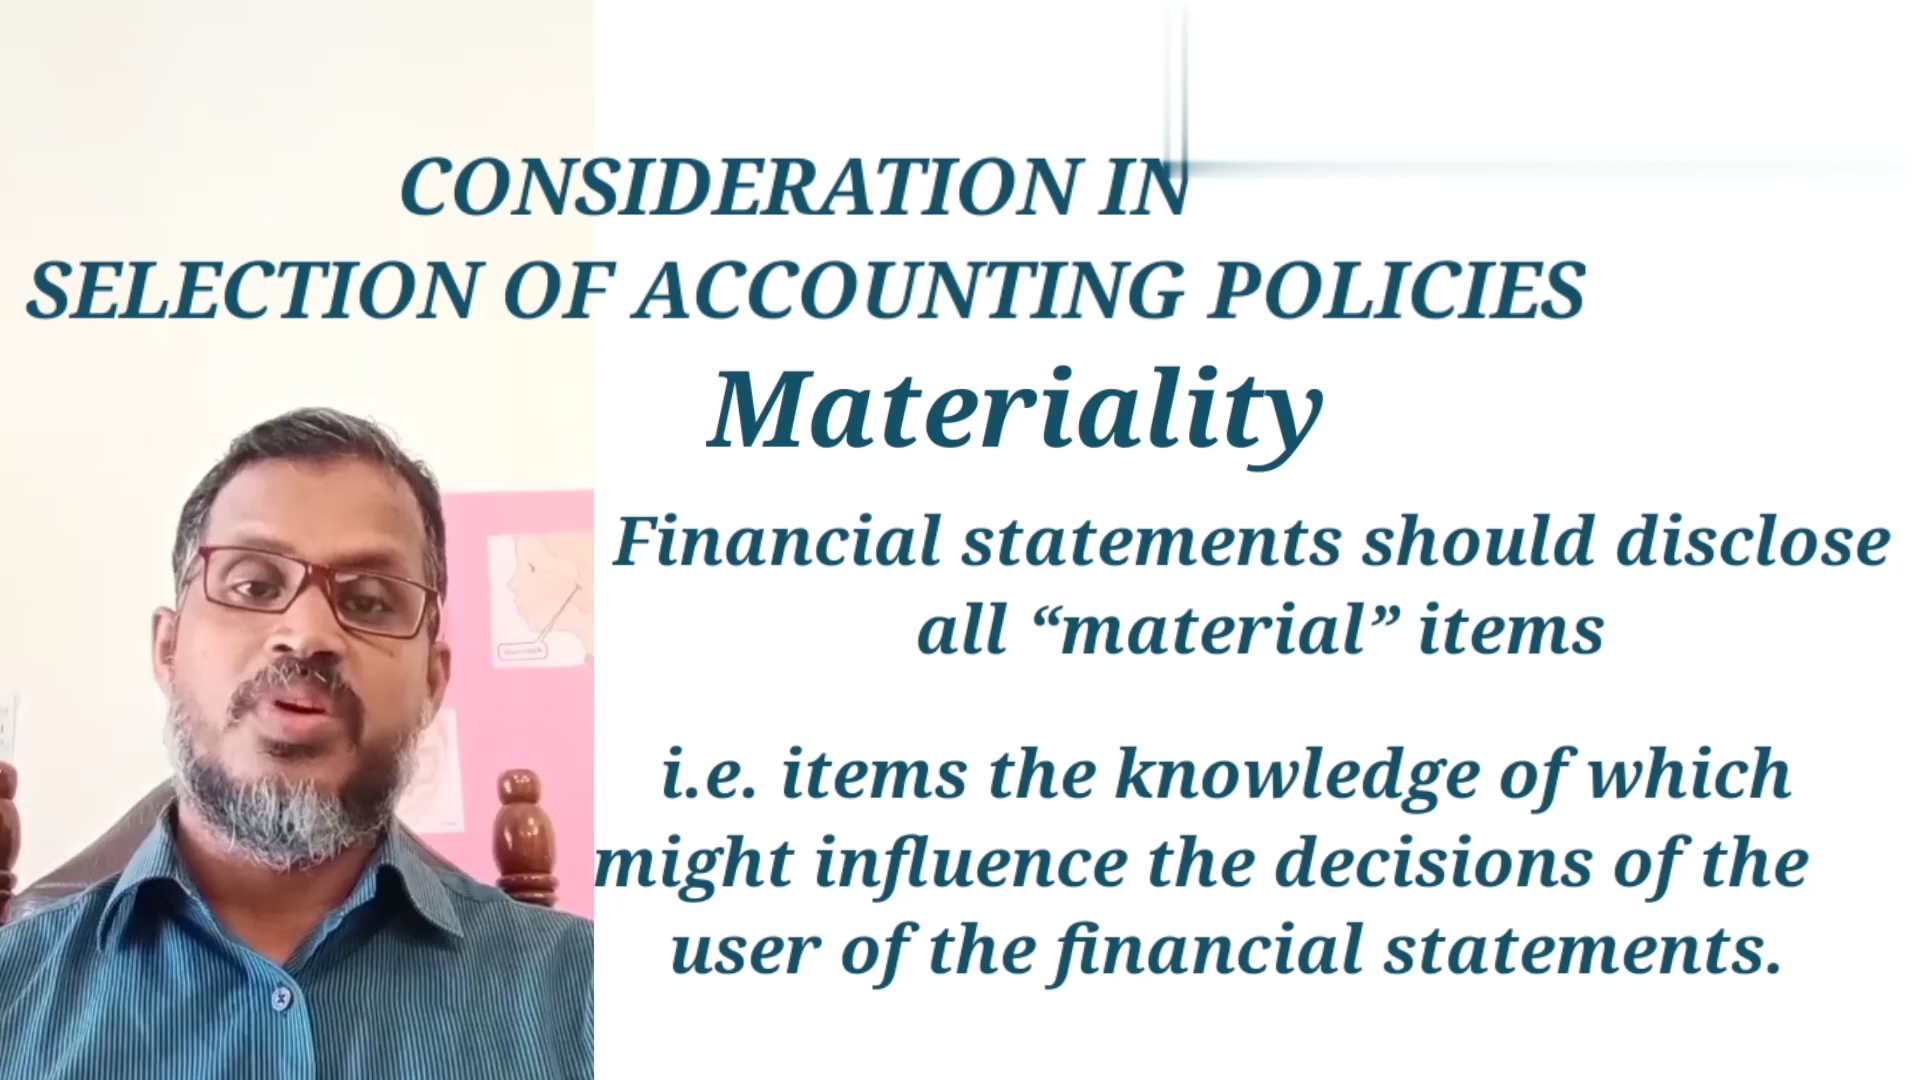 CONSIDERATION IN
SELECTION OF ACCOUNTING POLICIES
Materiality
Financial statements should disclose
all “material” items
i.e. items the knowledge of which
might influence the decisions of the
user of the financial statements.